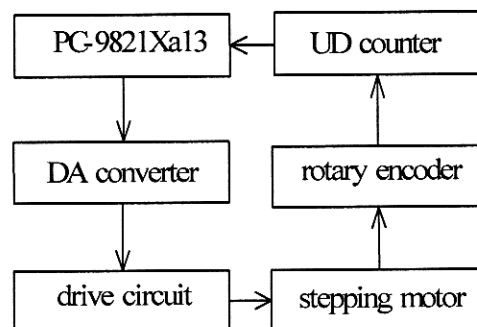 PC-9821Xa13
UD counter
DA converter
rotary encoder
drive circuit
stepping motor